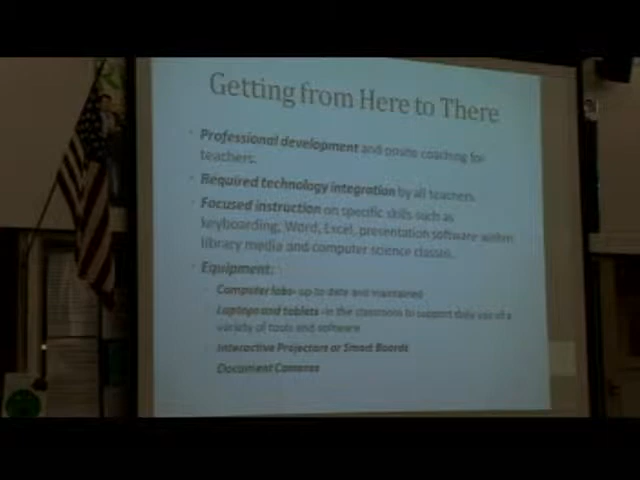 Getting from Here to There
Professional development and onsite coaching for
teachers.
Required technology integration by all teachers.
Focused instruction on specific skills such as
keyboarding, Word, Excel, presentation software within
library media and computer science classes.
Equipment:
Computer labs- up to date and maintained
Laptops and tablets -in the classrooms to support daily use of a
variety of tools and software
Interactive Projectors or Smart Boards
Document Cameras